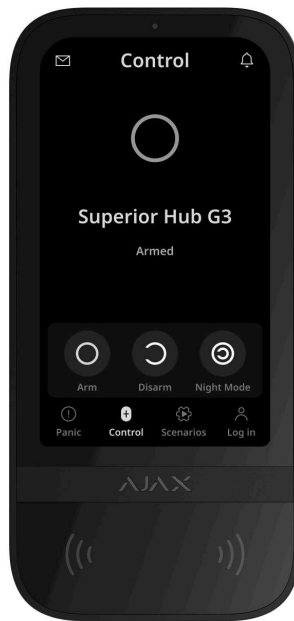 Control
Superior Hub G3
Armed
Arm Disarm Night Mode
Panic Control Scenarios Log in
AJAX